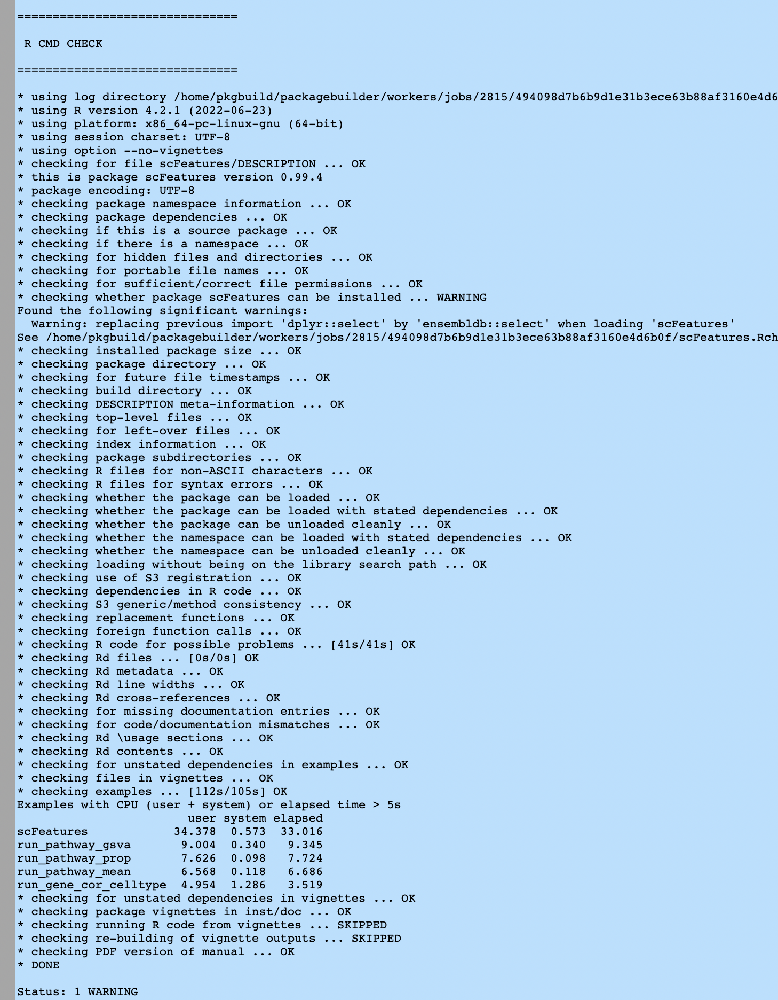 ===============================
R CMD CHECK
===============================
* using log directory /home/pkgbuild/packagebuilder/workers/jobs/2815/494098d7b6b9d1e31b3ece63b88af3160e4d6
* using R version 4.2.1 (2022-06-23)
* using platform: x86_64-pc-linux-gnu (64-bit)
* using session charset: UTF-8
* using option --no-vignettes
* checking for file scFeatures/DESCRIPTION ... OK
* this is package scFeatures version 0.99.4
* package encoding: UTF-8
* checking package namespace information ... OK
* checking package dependencies ... OK
* checking if this is a source package ... OK
* checking if there is a namespace ... OK
* checking for hidden files and directories ... OK
* checking for portable file names ... OK
* checking for sufficient/correct file permissions ... OK
* checking whether package scFeatures can be installed ... WARNING
Found the following significant warnings:
  Warning: replacing previous import 'dplyr::select' by 'ensembldb::select' when loading 'scFeatures'
See /home/pkgbuild/packagebuilder/workers/jobs/2815/494098d7b6b9d1e31b3ece63b88af3160e4d6b0f/scFeatures.Rch
* checking installed package size ... OK
* checking package directory ... OK
* checking for future file timestamps ... OK
* checking build directory ... OK
* checking DESCRIPTION meta-information ... OK
* checking top-level files ... OK
* checking for left-over files ... OK
* checking index information ... OK
* checking package subdirectories ... OK
* checking R files for non-ASCII characters ... OK
* checking R files for syntax errors ... OK
* checking whether the package can be loaded ... OK
* checking whether the package can be loaded with stated dependencies ... OK
* checking whether the package can be unloaded cleanly ... OK
* checking whether the namespace can be loaded with stated dependencies ... OK
* checking whether the namespace can be unloaded cleanly ... OK
* checking loading without being on the library search path ... OK
* checking use of S3 registration ... OK
* checking dependencies in R code ... OK
* checking S3 generic/method consistency ... OK
* checking replacement functions ... OK
* checking foreign function calls ... OK
* checking R code for possible problems ... [41s/41s] OK
* checking Rd files ... [0s/0s] OK
* checking Rd metadata ... OK
* checking Rd line widths ... OK
* checking Rd cross-references ... OK
* checking for missing documentation entries ... OK
* checking for code/documentation mismatches ... OK
* checking Rd \usage sections ... OK
* checking Rd contents ... OK
* checking for unstated dependencies in examples ... OK
* checking files in vignettes ... OK
* checking examples ... [112s/105s] OK
Examples with CPU (user + system) or elapsed time > 5s
                        user system elapsed
scFeatures            34.378  0.573  33.016
run_pathway_gsva       9.004  0.340   9.345
run_pathway_prop       7.626  0.098   7.724
run_pathway_mean       6.568  0.118   6.686
run_gene_cor_celltype  4.954  1.286   3.519
* checking for unstated dependencies in vignettes ... OK
* checking package vignettes in inst/doc ... OK
* checking running R code from vignettes ... SKIPPED
* checking re-building of vignette outputs ... SKIPPED
* checking PDF version of manual ... OK
* DONE
Status: 1 WARNING